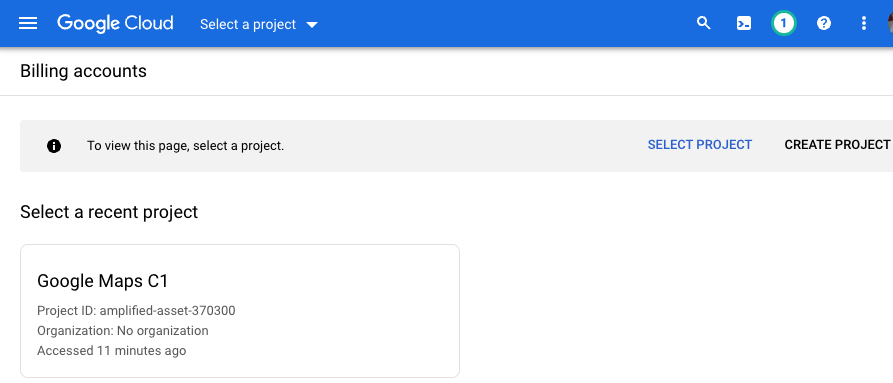 Google Cloud Select a project 1
Billing accounts
To view this page, select a project. SELECT PROJECT CREATE PROJECT
Select a recent project
Google Maps C1
Project ID: amplified-asset-370300
Organization: No organization
Accessed 11 minutes ago